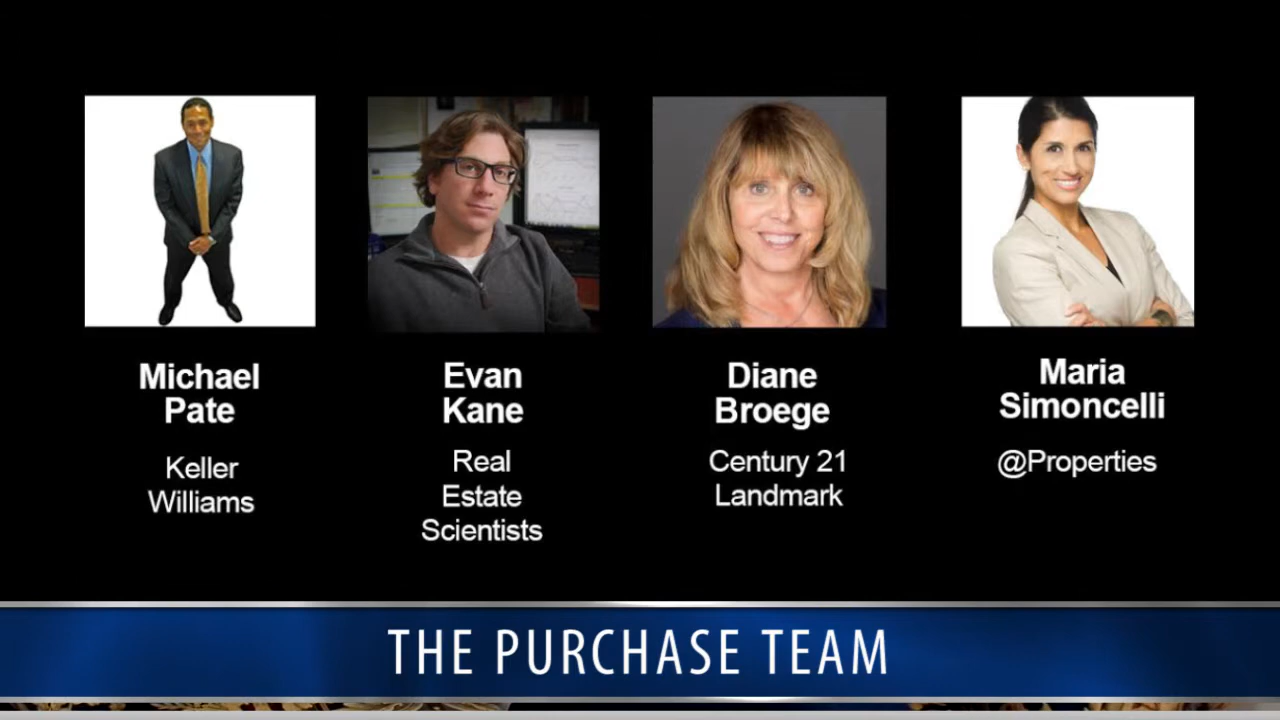 Michael
Pate
Keller
Williams
Evan
Kane
Real
Estate
Scientists
Diane
Broege
Century 21
Landmark
Maria
Simoncelli
@Properties
THE PURCHASE TEAM